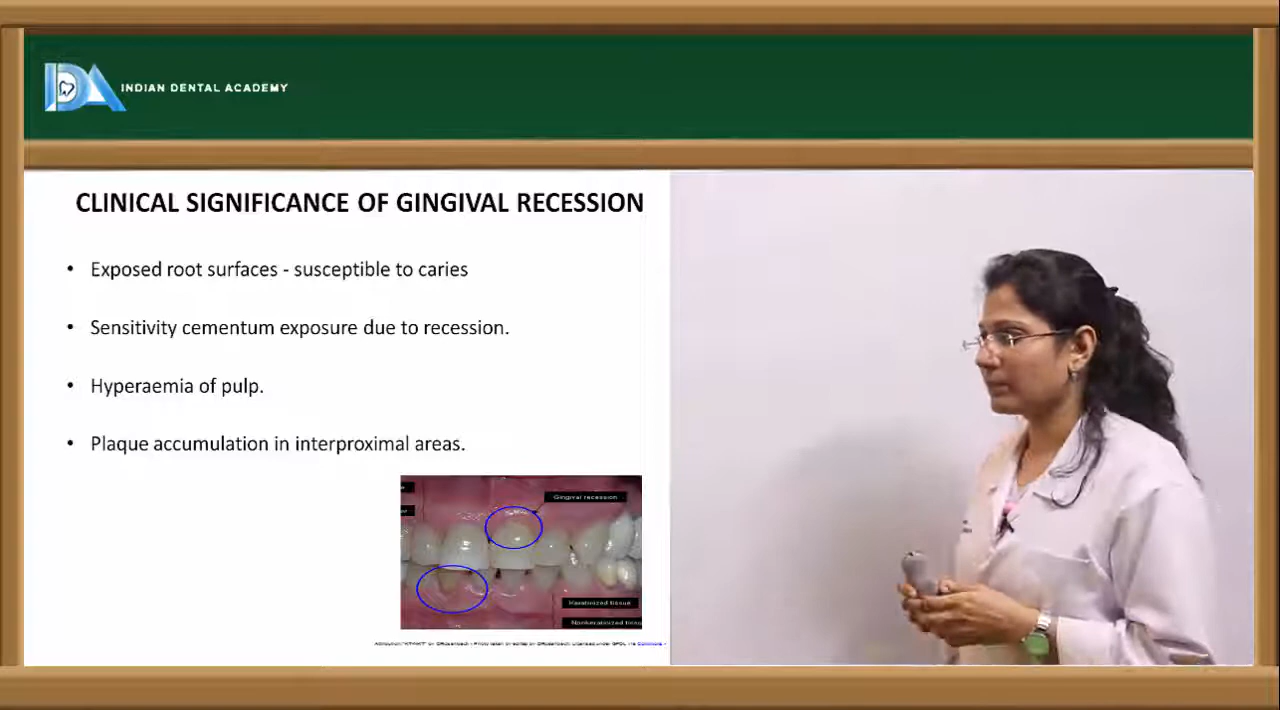 INDIAN DENTAL ACADEMY
CLINICAL SIGNIFICANCE OF GINGIVAL RECESSION
• Exposed root surfaces - susceptible to caries
• Sensitivity cementum exposure due to recession.
• Hyperaemia of pulp.
• Plaque accumulation in interproximal areas.
Gingival recession
Keratinized tissue
Nonkeratinized